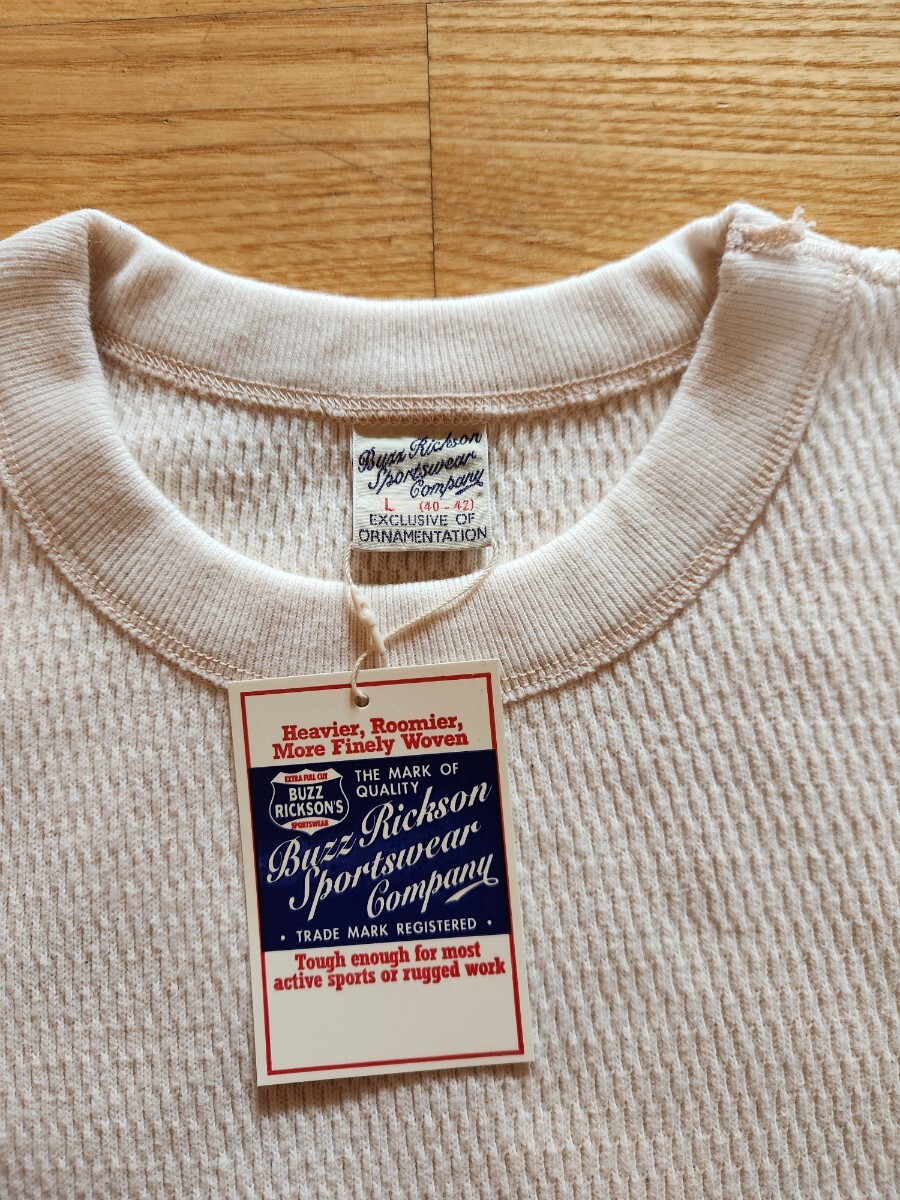 Buzz Rickson
Sportswear
Company
L (40 - 42)
EXCLUSIVE OF
ORNAMENTATION
Heavier, Roomier,
More Finely Woven
EXTRA FULL CUT
BUZZ
RICKSON'S
SPORTSWEAR
THE MARK OF
QUALITY
Buzz Rickson
Sportswear
Company
• TRADE MARK REGISTERED •
Tough enough for most
active sports or rugged work